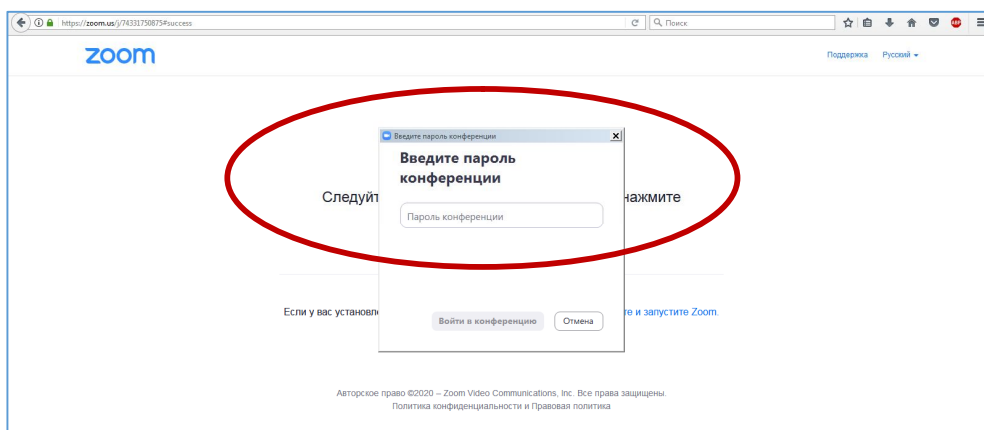 https://zoom.us/j/74331750875#success
Поиск
zoom
Поддержка Русский
Введите пароль конференции
Введите пароль
конференции
Следуйт нажмите
Пароль конференции
Если у вас установле те и запустите Zoom.
Войти в конференцию Отмена
Авторское право ©2020 – Zoom Video Communications, Inc. Все права защищены.
Политика конфиденциальности и Правовая политика